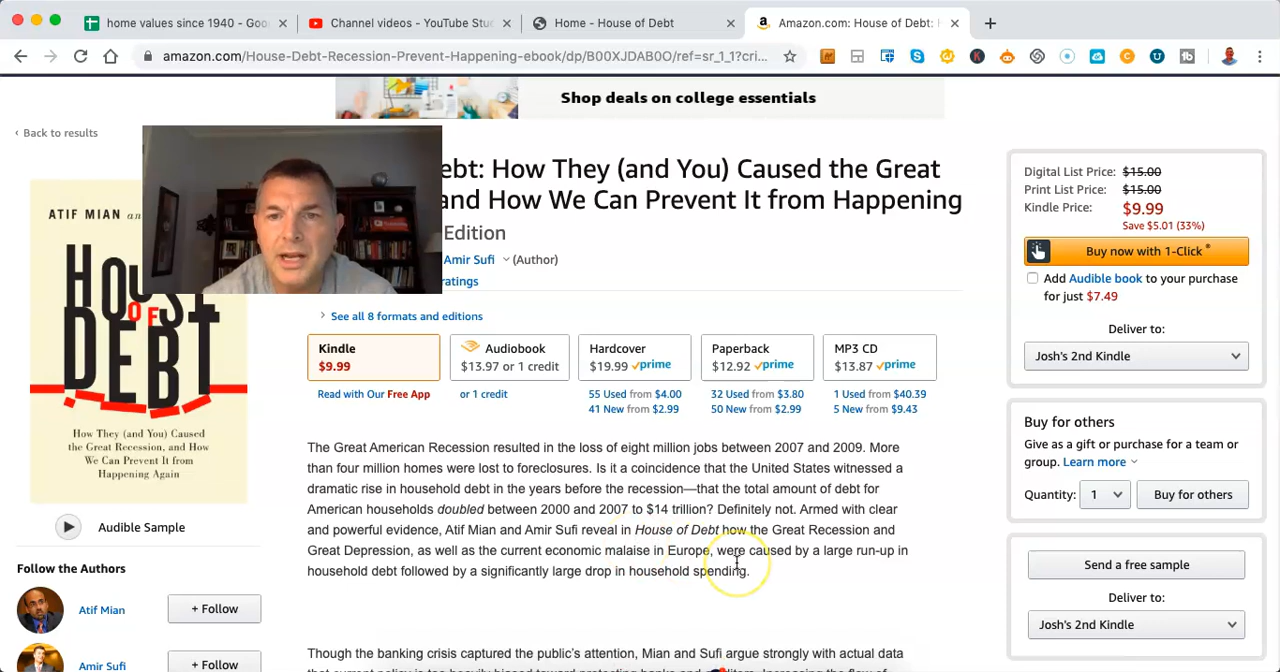 home values since 1940 - Goo
Channel videos - YouTube Stu
Home - House of Debt
Amazon.com: House of Debt:
amazon.com/House-Debt-Recession-Prevent-Happening-ebook/dp/B00XJDAB0O/ref=sr_1_1?cri...
Shop deals on college essentials
‹ Back to results
ebt: How They (and You) Caused the Great
and How We Can Prevent It from Happening
Edition
Amir Sufi (Author)
ratings
See all 8 formats and editions
Kindle
$9.99
Read with Our Free App
Audiobook
$13.97 or 1 credit
or 1 credit
Hardcover
$19.99 prime
55 Used from $4.00
41 New from $2.99
Paperback
$12.92 prime
32 Used from $3.80
50 New from $2.99
MP3 CD
$13.87 prime
1 Used from $40.39
5 New from $9.43
The Great American Recession resulted in the loss of eight million jobs between 2007 and 2009. More
than four million homes were lost to foreclosures. Is it a coincidence that the United States witnessed a
dramatic rise in household debt in the years before the recession—that the total amount of debt for
American households doubled between 2000 and 2007 to $14 trillion? Definitely not. Armed with clear
and powerful evidence, Atif Mian and Amir Sufi reveal in House of Debt how the Great Recession and
Great Depression, as well as the current economic malaise in Europe, were caused by a large run-up in
household debt followed by a significantly large drop in household spending.
Though the banking crisis captured the public's attention, Mian and Sufi argue strongly with actual data
ATIF MIAN an
HOUSE
OF
DEBT
How They (and You) Caused
the Great Recession, and How
We Can Prevent It from
Happening Again
Audible Sample
Follow the Authors
Atif Mian
+ Follow
Amir Sufi
+ Follow
Digital List Price: $15.00
Print List Price: $15.00
Kindle Price: $9.99
Save $5.01 (33%)
Buy now with 1-Click ®
Add Audible book to your purchase
for just $7.49
Deliver to:
Josh's 2nd Kindle
Buy for others
Give as a gift or purchase for a team or
group. Learn more
Quantity: 1
Buy for others
Send a free sample
Deliver to:
Josh's 2nd Kindle